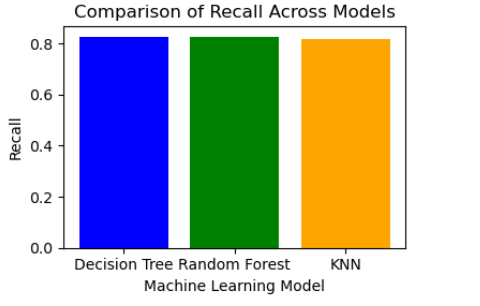 Comparison of Recall Across Models
0.8
0.6
0.4
0.2
0.0
Recall
Decision Tree Random Forest KNN
Machine Learning Model